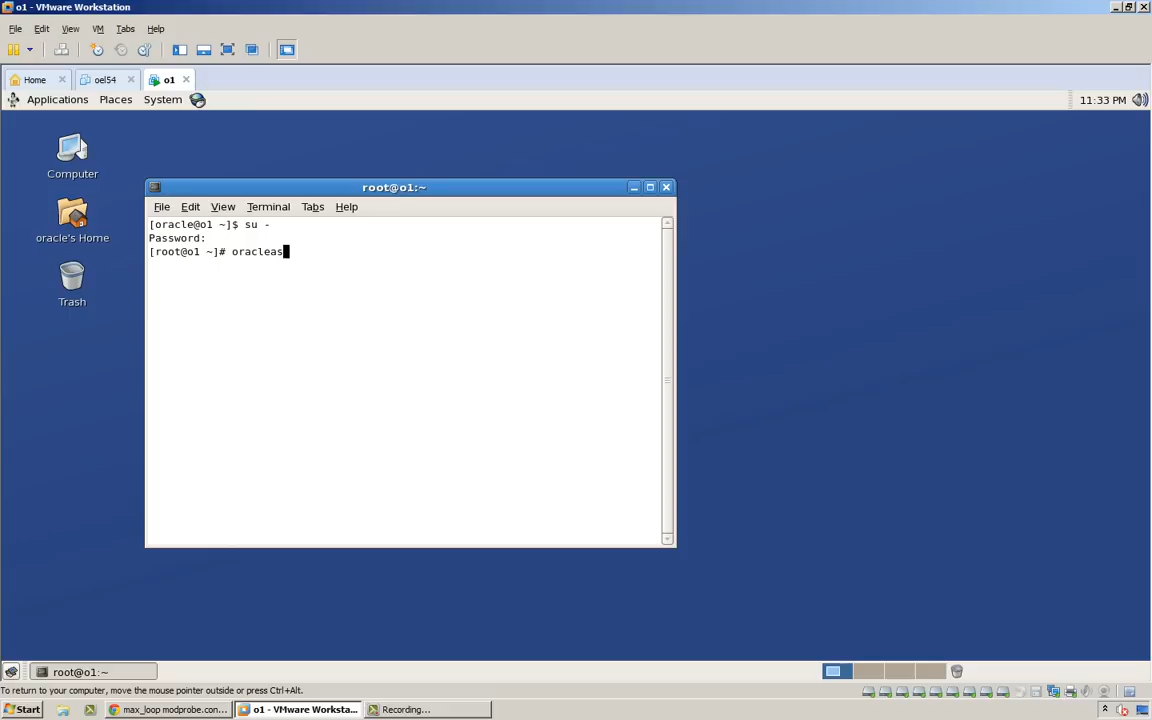 o1 - VMware Workstation
File Edit View VM Tabs Help
Home oel54 o1
Applications Places System 11:33 PM
Computer
oracle's Home
Trash
root@o1:~
File Edit View Terminal Tabs Help
[oracle@o1 ~]$ su -
Password:
[root@o1 ~]# oracleas
root@o1:~
To return to your computer, move the mouse pointer outside or press Ctrl+Alt.
Start max_loop modprobe.con... o1 - VMware Worksta... Recording...